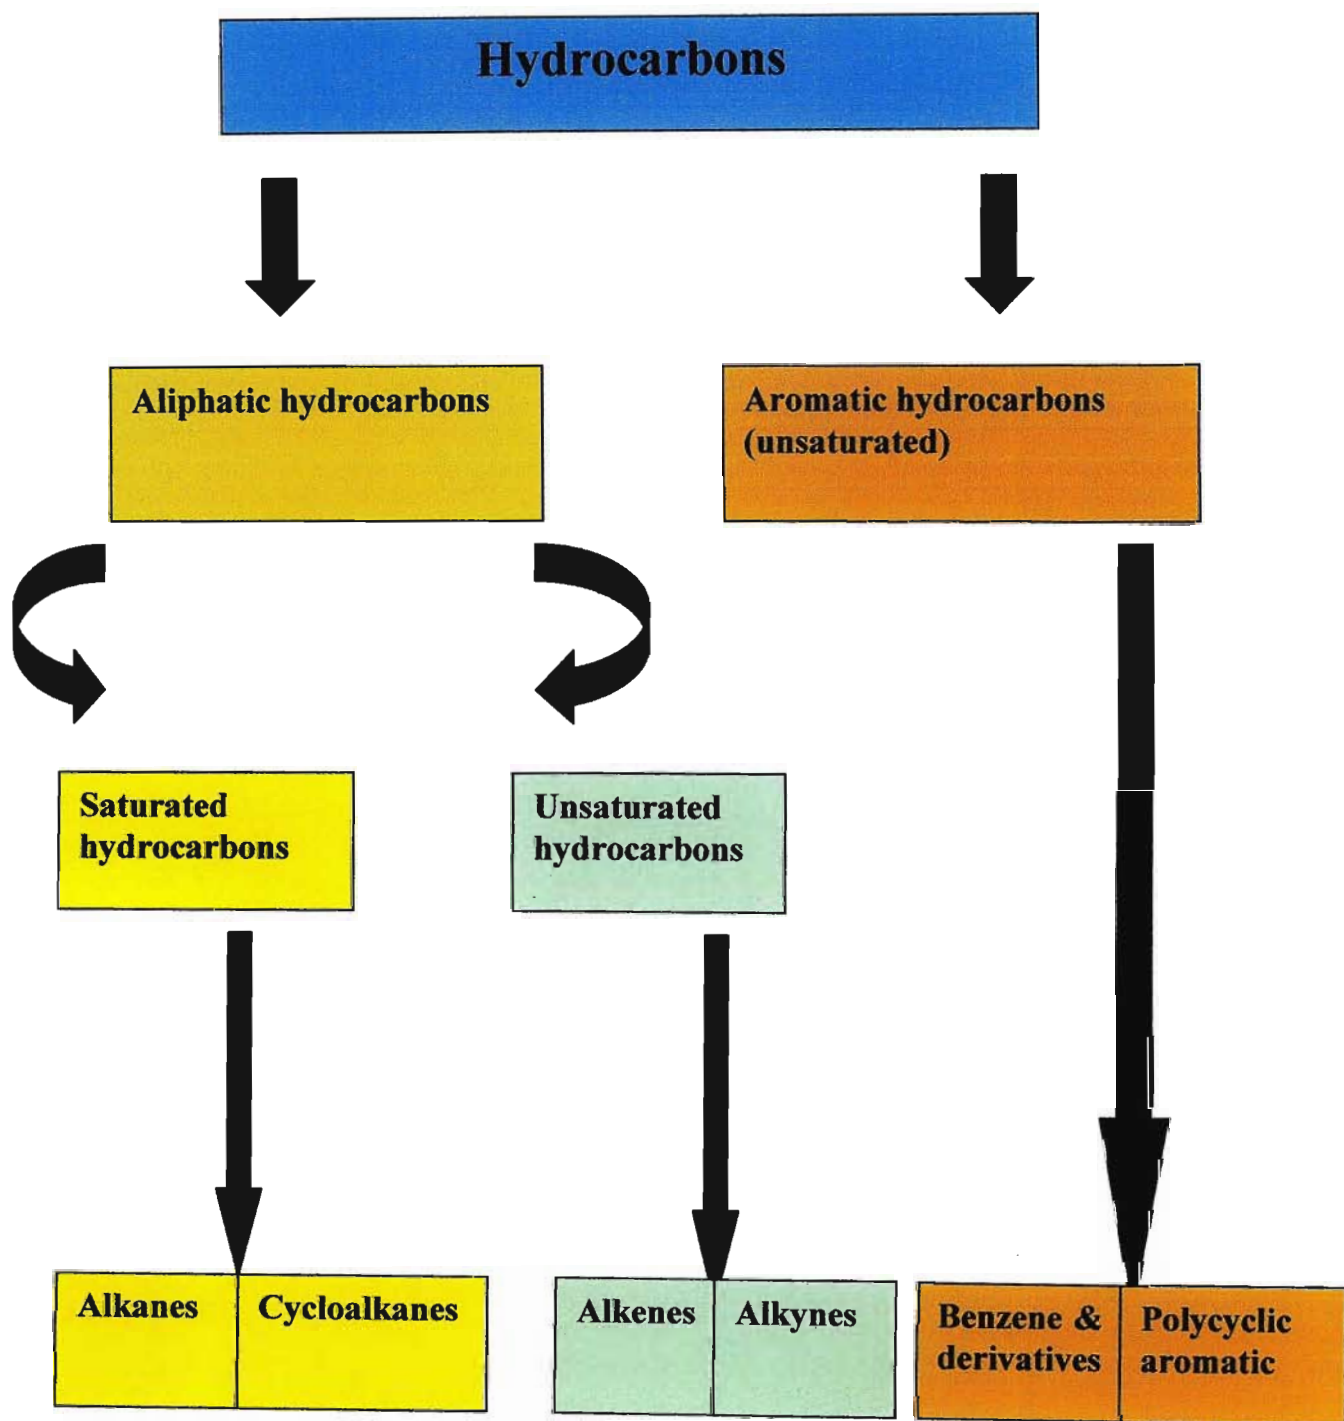 Hydrocarbons
Aliphatic hydrocarbons
Aromatic hydrocarbons
(unsaturated)
Saturated
hydrocarbons
Unsaturated
hydrocarbons
Alkanes
Cycloalkanes
Alkenes
Alkynes
Benzene &
derivatives
Polycyclic
aromatic